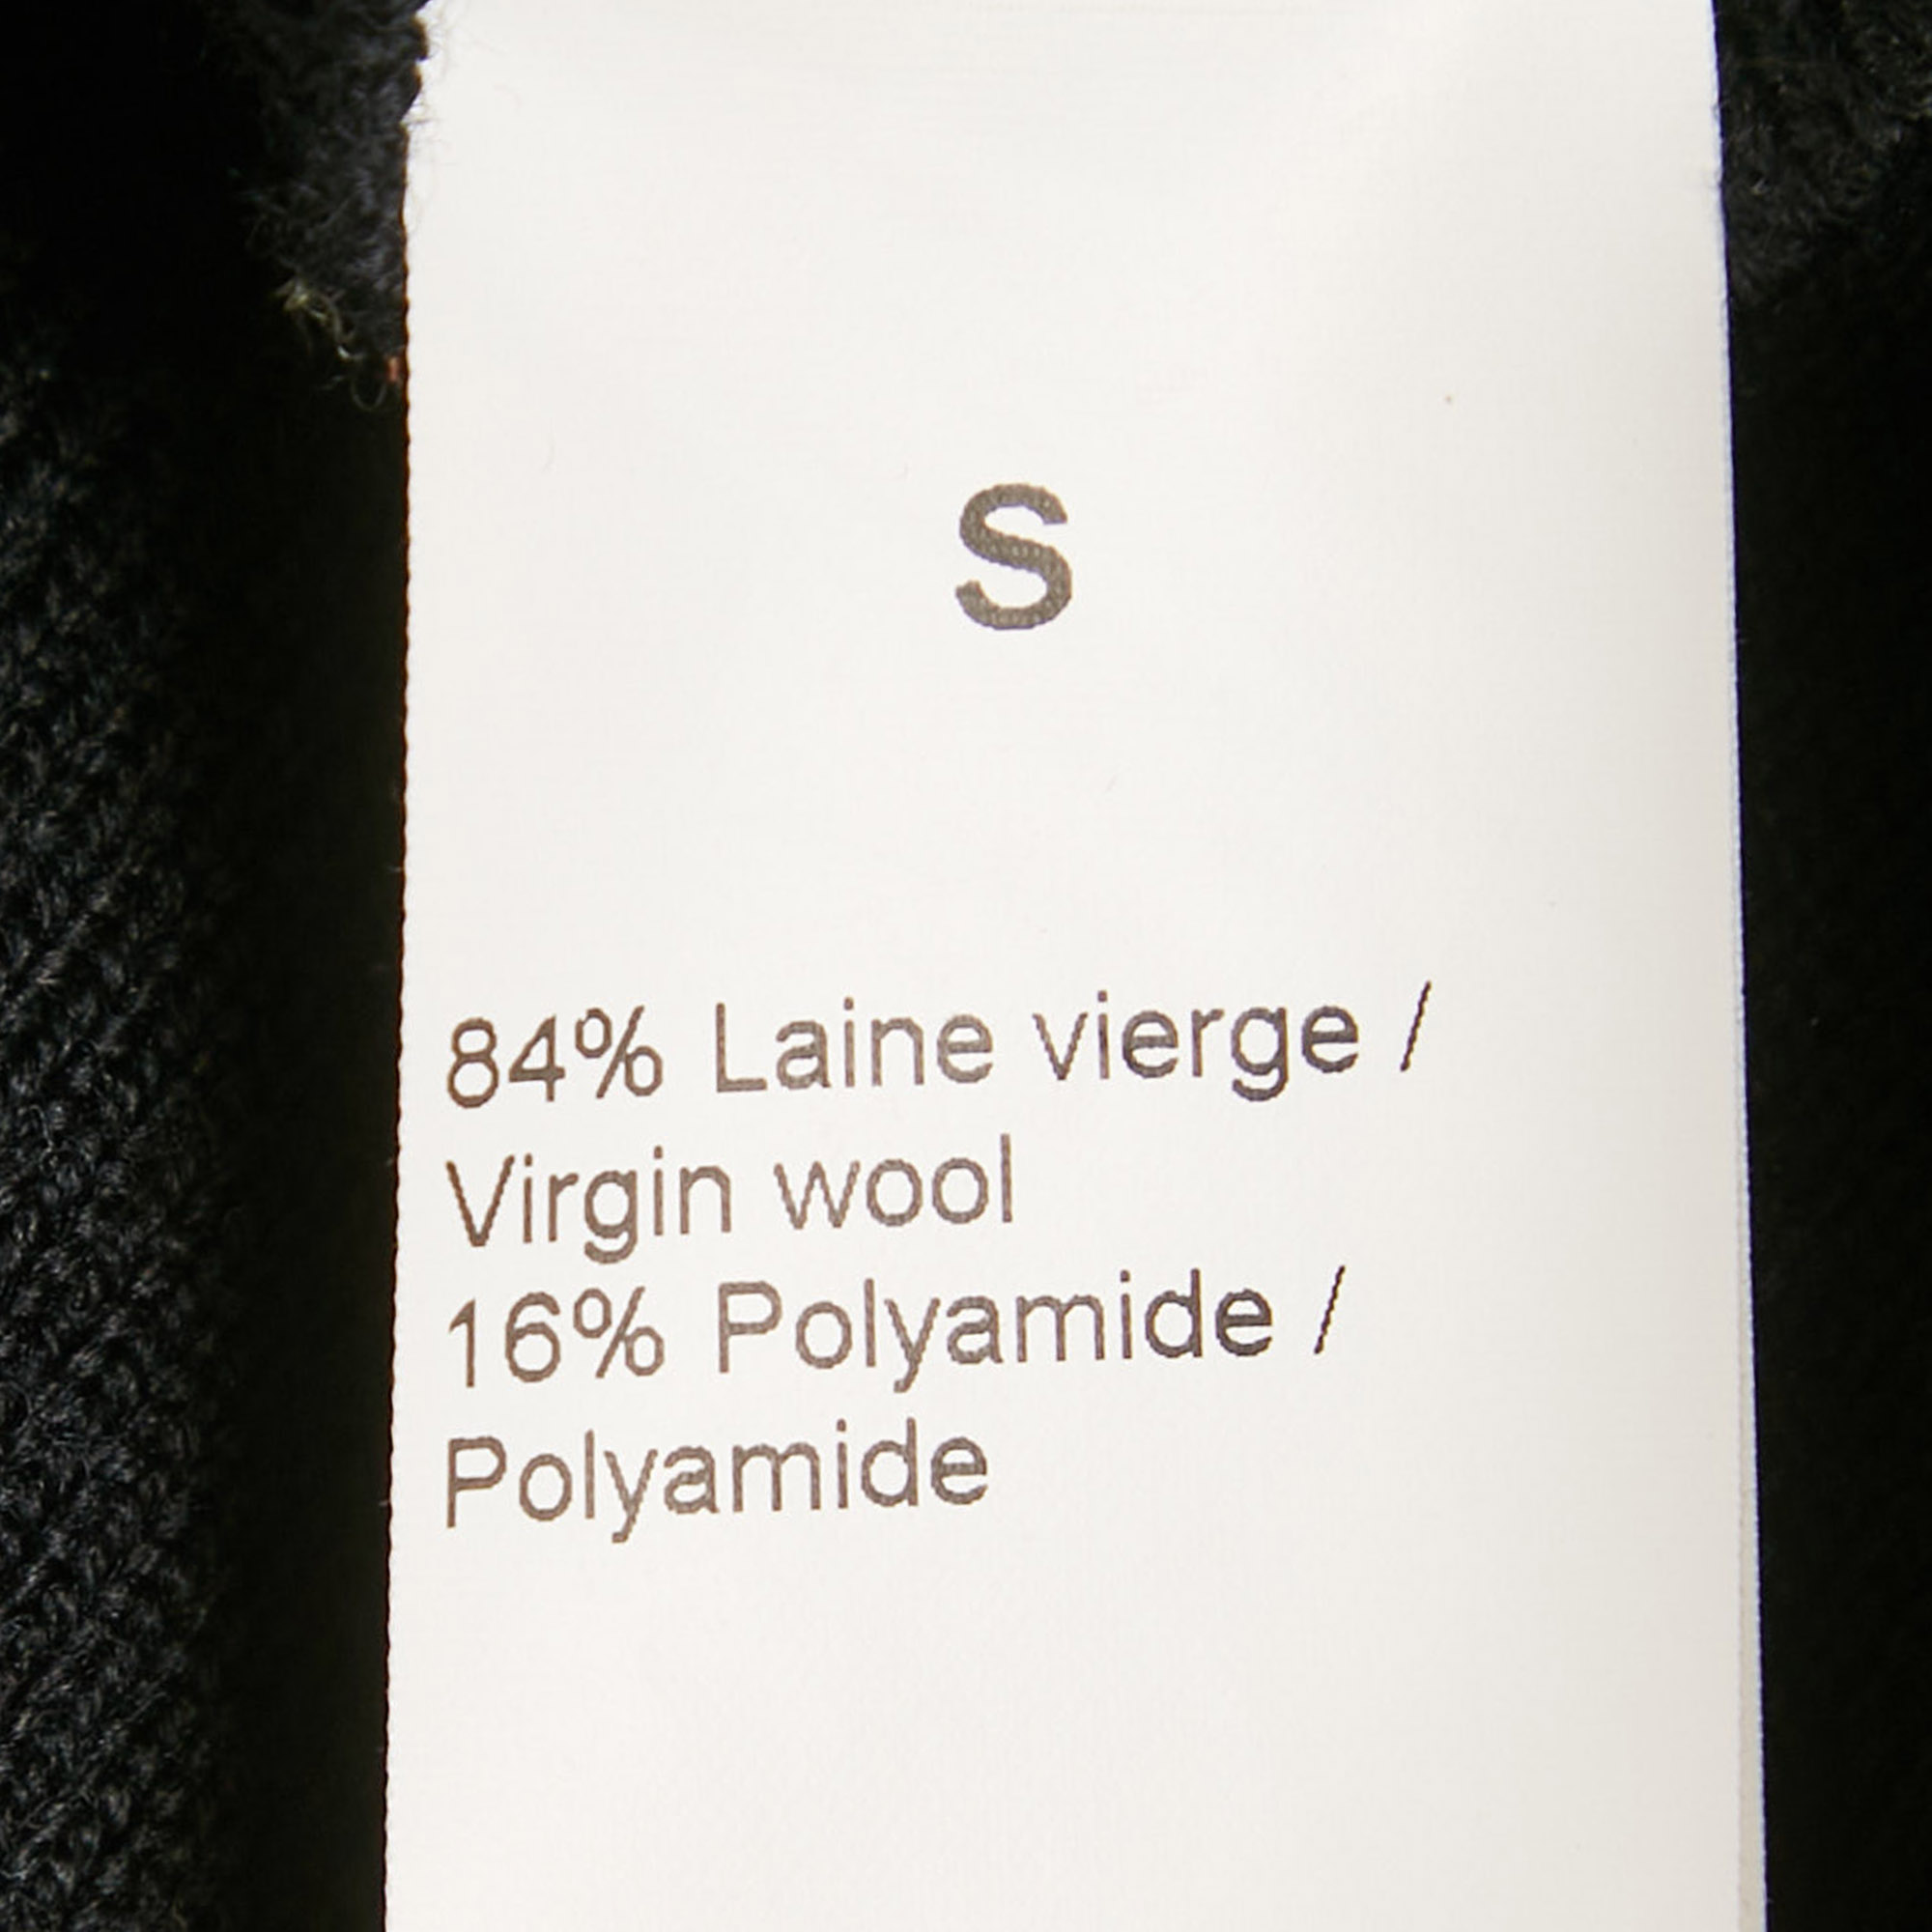 S
84% Laine vierge /
Virgin wool
16% Polyamide /
Polyamide